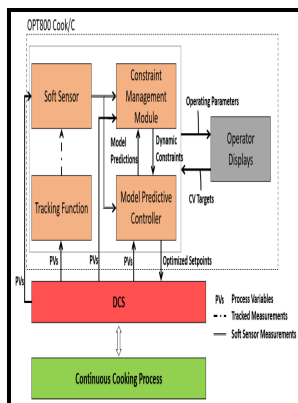 OPT800 Cook/C
Soft Sensor
Constraint
Management
Module
Operating Parameters
Operator
Displays
Model
Predictions
Dynamic
Constraints
CV Targets
Tracking Function
Model Predictive
Controller
Optimized Setpoints
PVs
PVs
PVs
PVs
DCS
PVs Process Variables
Tracked Measurements
Soft Sensor Measurements
Continuous Cooking Process